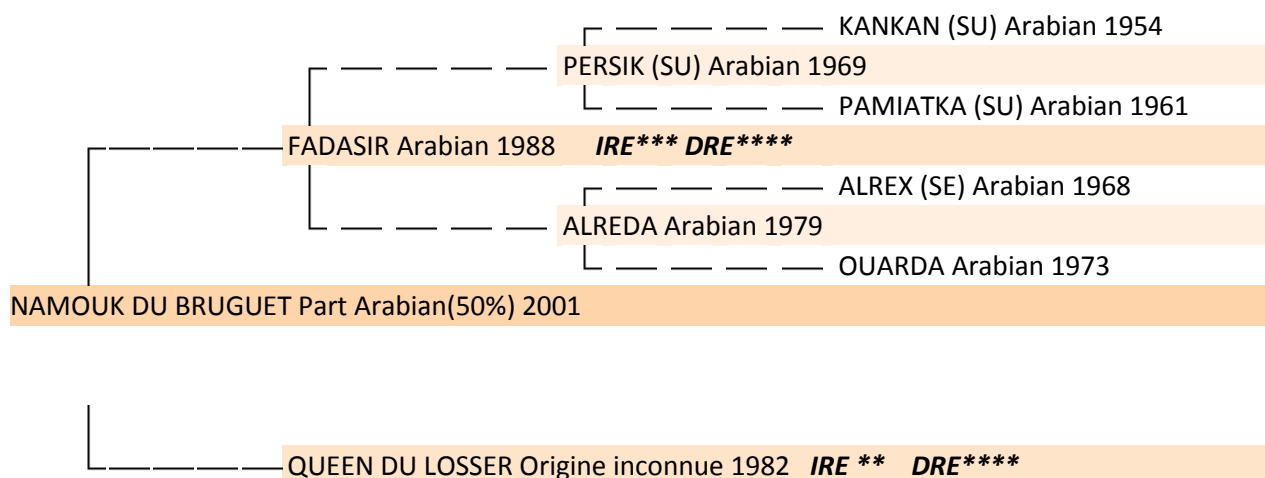 KANKAN (SU) Arabian 1954
PERSIK (SU) Arabian 1969
PAMIATKA (SU) Arabian 1961
FADASIR Arabian 1988 IRE*** DRE****
ALREX (SE) Arabian 1968
ALREDA Arabian 1979
OUARDA Arabian 1973
NAMOUK DU BRUGUET Part Arabian(50%) 2001
QUEEN DU LOSSER Origine inconnue 1982 IRE ** DRE****